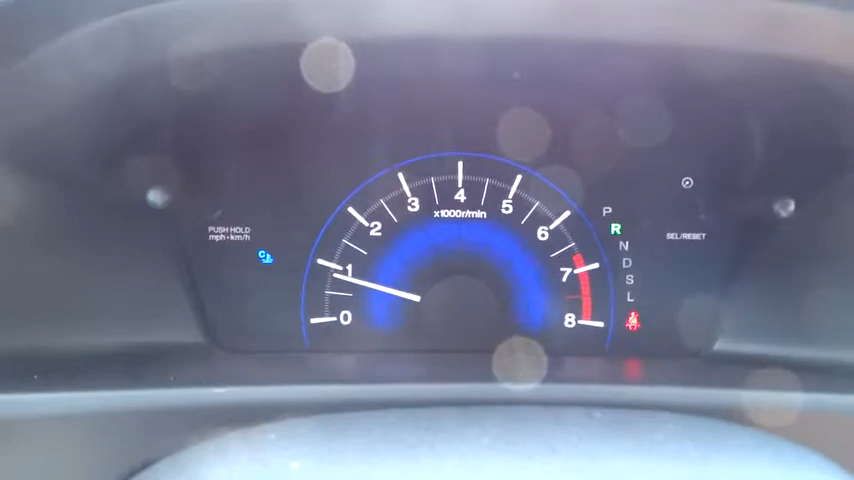 PUSH HOLD
mph•km/h
C
0
1
2
3
4
5
6
7
8
x1000r/min
P
R
N
D
S
L
SEL/RESET